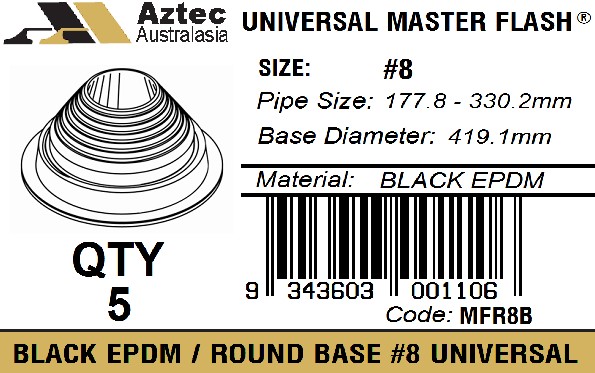 Aztec
Australasia
UNIVERSAL MASTER FLASH®
SIZE: #8
Pipe Size: 177.8 - 330.2mm
Base Diameter: 419.1mm
Material: BLACK EPDM
QTY
5
9 343603 001106
Code: MFR8B
BLACK EPDM / ROUND BASE #8 UNIVERSAL